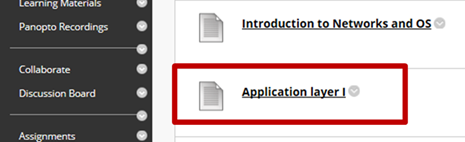 Learning Materials
Panopto Recordings
Collaborate
Discussion Board
Assignments
Introduction to Networks and OS
Application layer I